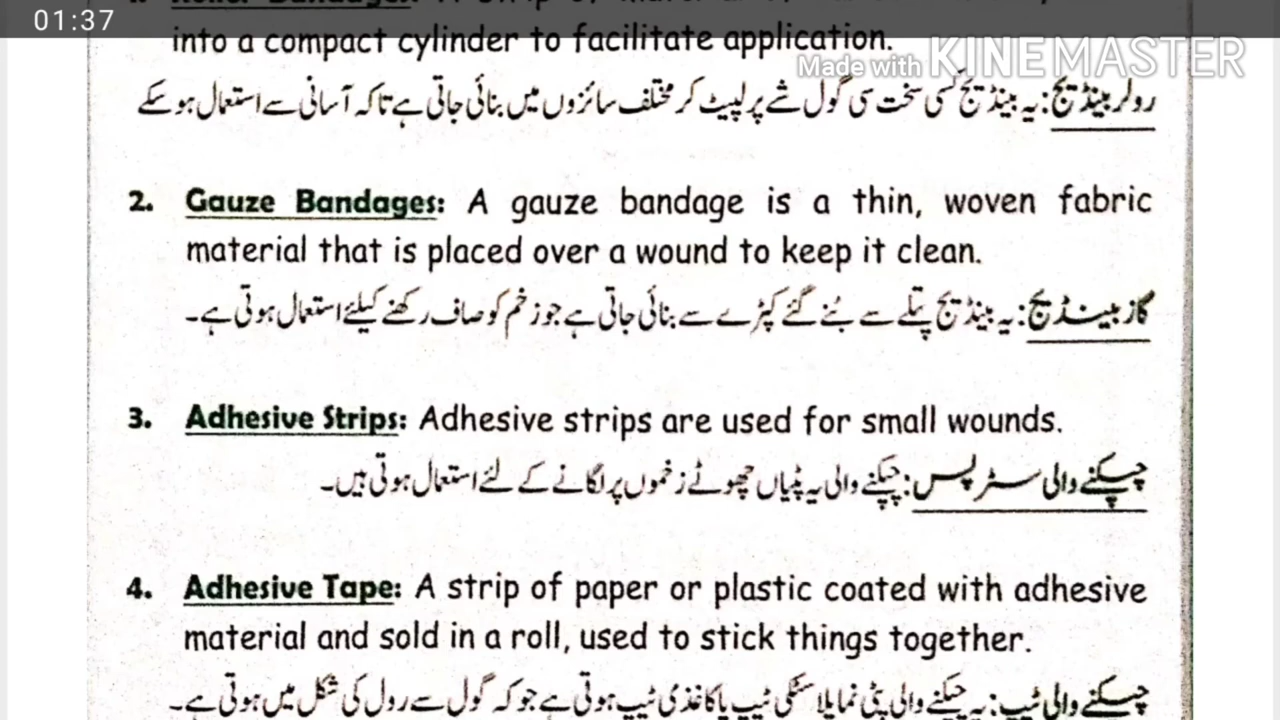 01:37
Roller Bandages: A strip of
into a compact cylinder to facilitate application.
Made with KINEMASTER
رولر بینڈیج: یہ بینڈیج کسی سخت سی گول شے پر لپیٹ کر مختلف سائزوں میں بنائی جاتی ہے تاکہ آسانی سے استعمال ہو سکے
2. Gauze Bandages: A gauze bandage is a thin, woven fabric
material that is placed over a wound to keep it clean.
گاز بینڈیج: یہ بینڈیج پتلے سے بُنے گئے کپڑے سے بنائی جاتی ہے جو زخم کو صاف رکھنے کیلئے استعمال ہوتی ہے۔
3. Adhesive Strips: Adhesive strips are used for small wounds.
چپکنے والی سٹرپس: چپکنے والی یہ پٹیاں چھوٹے زخموں پر لگانے کے لئے استعمال ہوتی ہیں۔
4. Adhesive Tape: A strip of paper or plastic coated with adhesive
material and sold in a roll, used to stick things together.
چپکنے والی ٹیپ: یہ چپکنے والی پٹی نما پلاسٹکی ٹیپ یا کاغذی ٹیپ ہوتی ہے جو کہ گول سے رول کی شکل میں ہوتی ہے۔